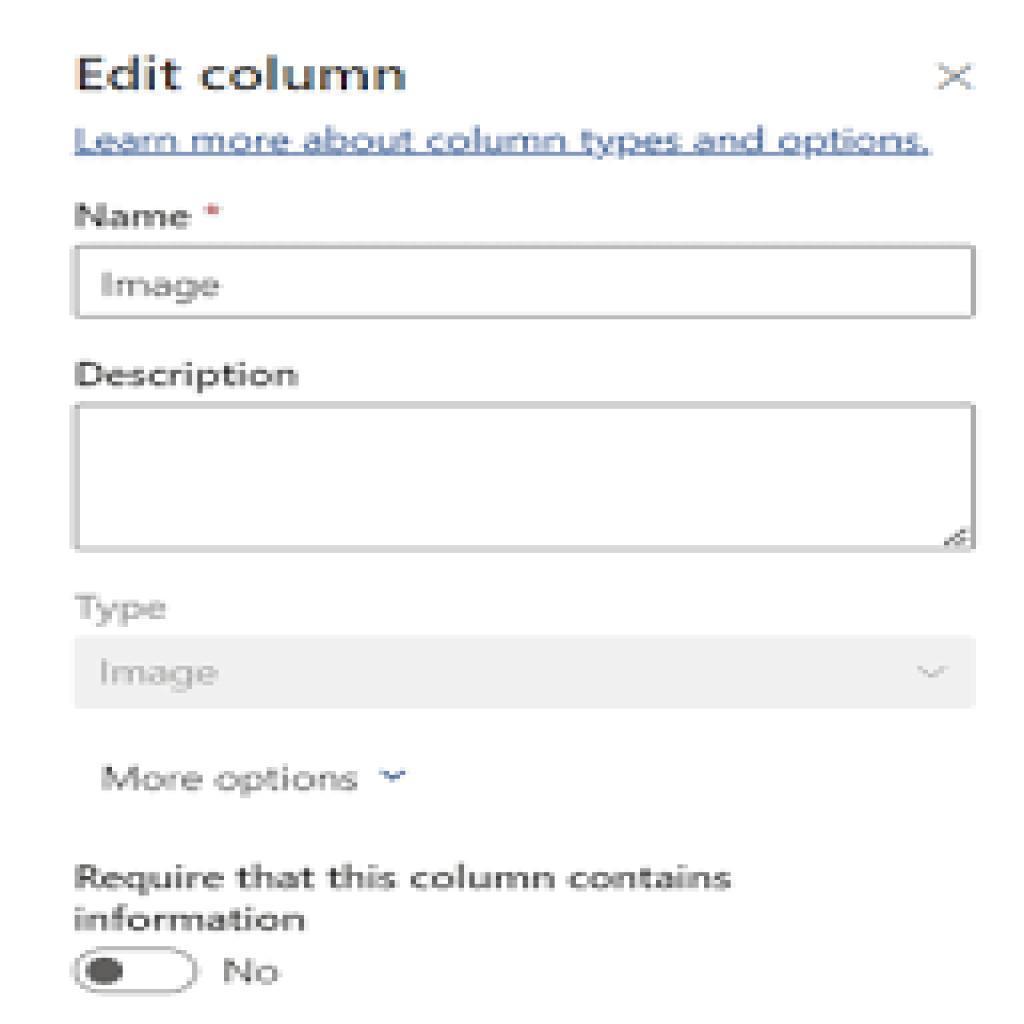 Edit column
Learn more about column types and options.
Name *
Image
Description
Type
Image
More options
Require that this column contains
information
No